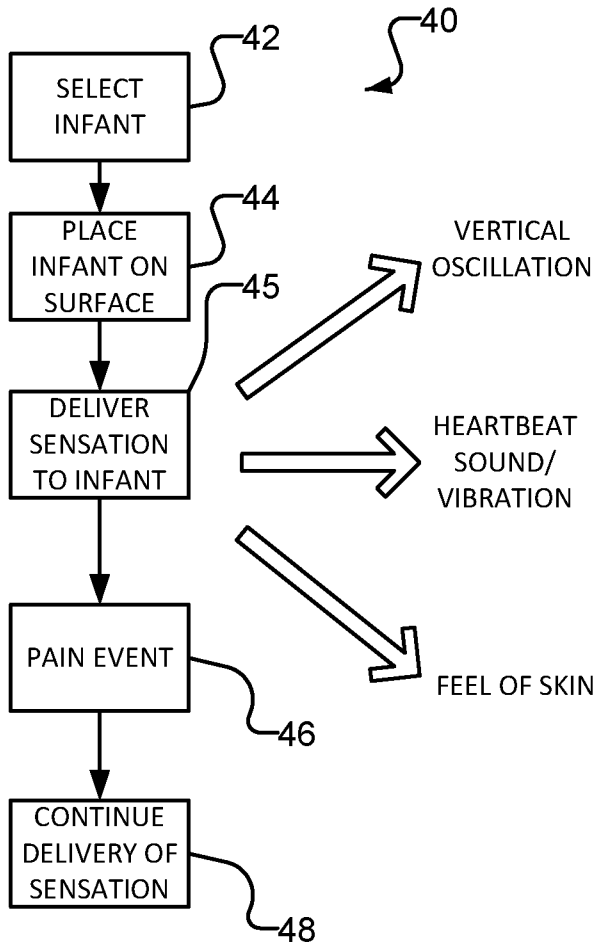 42
40
SELECT
INFANT
44
PLACE
INFANT ON
SURFACE
45
VERTICAL
OSCILLATION
DELIVER
SENSATION
TO INFANT
HEARTBEAT
SOUND/
VIBRATION
PAIN EVENT
FEEL OF SKIN
46
CONTINUE
DELIVERY OF
SENSATION
48